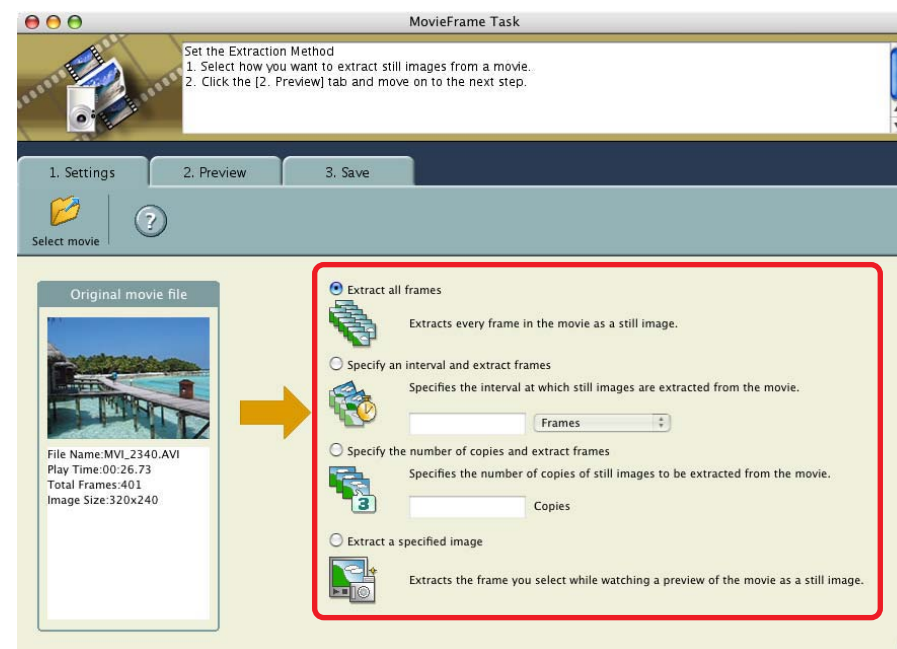 MovieFrame Task
Set the Extraction Method
1. Select how you want to extract still images from a movie.
2. Click the [2. Preview] tab and move on to the next step.
1. Settings
2. Preview
3. Save
?
Select movie
Original movie file
File Name:MVI_2340.AVI
Play Time:00:26.73
Total Frames:401
Image Size:320x240
Extract all frames
Extracts every frame in the movie as a still image.
Specify an interval and extract frames
Specifies the interval at which still images are extracted from the movie.
Frames
Specify the number of copies and extract frames
Specifies the number of copies of still images to be extracted from the movie.
3
Copies
Extract a specified image
Extracts the frame you select while watching a preview of the movie as a still image.